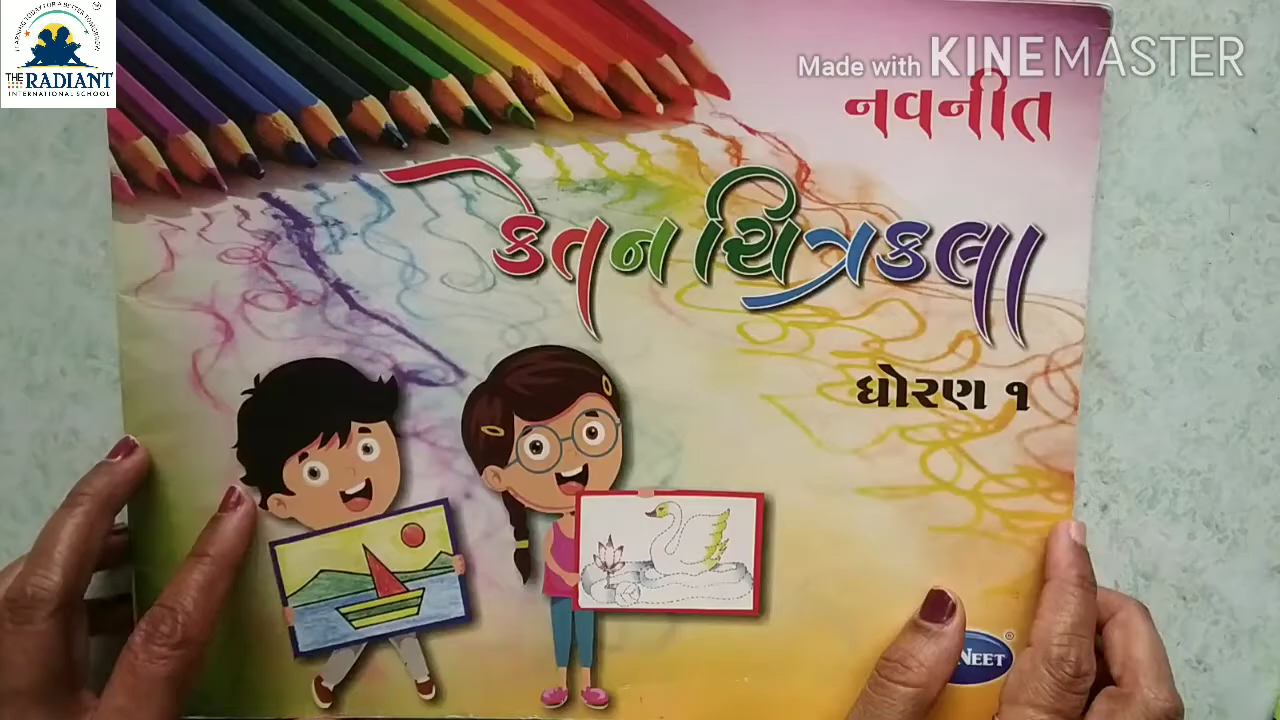 THE RADIANT
INTERNATIONAL SCHOOL
Made with KINEMASTER
નવનીત
કેતન ચિત્રકલા
ધોરણ ૧
NEET